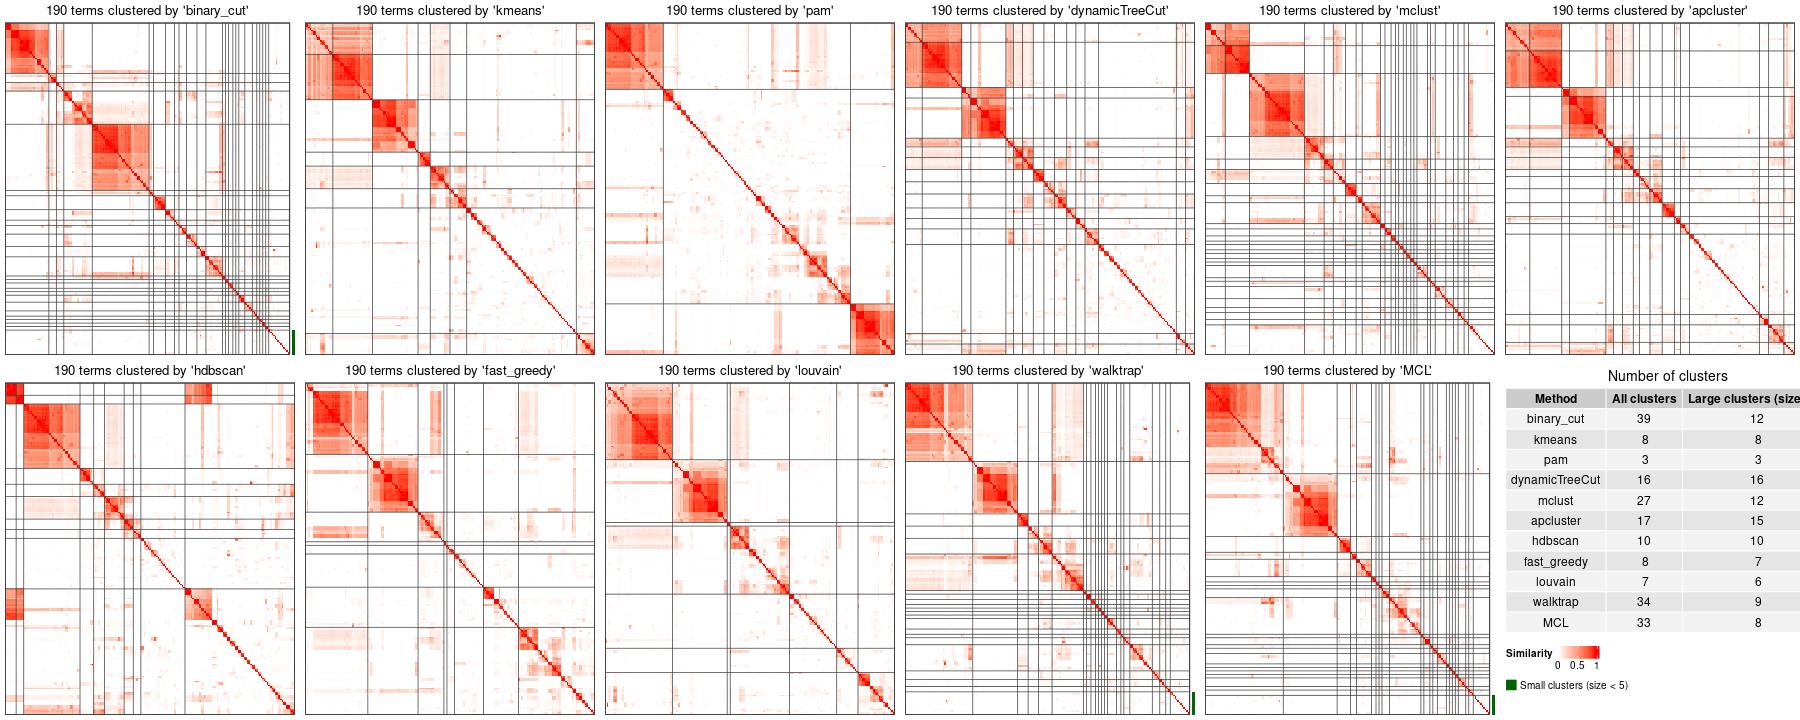 190 terms clustered by 'binary_cut'
190 terms clustered by 'kmeans'
190 terms clustered by 'pam'
190 terms clustered by 'dynamicTreeCut'
190 terms clustered by 'mclust'
190 terms clustered by 'apcluster'
190 terms clustered by 'hdbscan'
190 terms clustered by 'fast_greedy'
190 terms clustered by 'louvain'
190 terms clustered by 'walktrap'
190 terms clustered by 'MCL'
Number of clusters
Method All clusters Large clusters (size
binary_cut 39 12
kmeans 8 8
pam 3 3
dynamicTreeCut 16 16
mclust 27 12
apcluster 17 15
hdbscan 10 10
fast_greedy 8 7
louvain 7 6
walktrap 34 9
MCL 33 8
Similarity
0 0.5 1
Small clusters (size < 5)